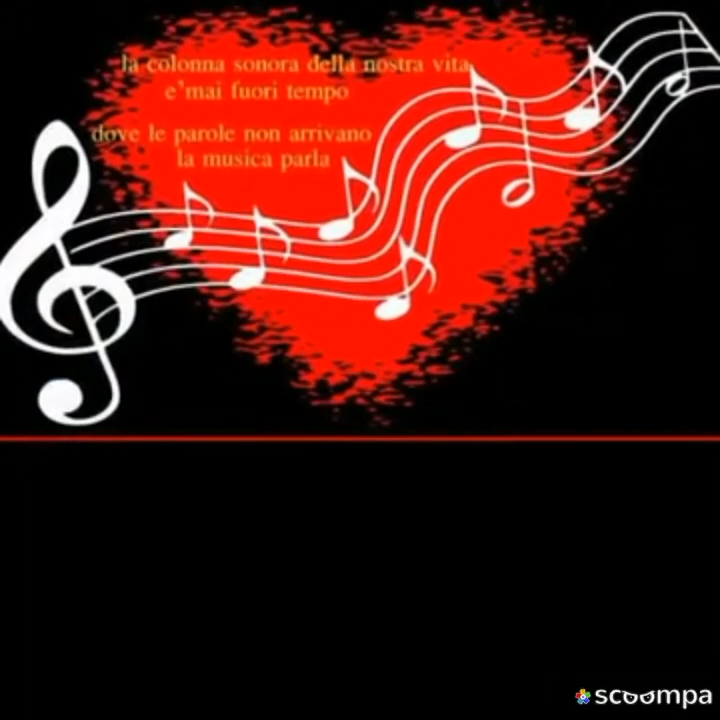 la colonna sonora della nostra vita
e'mai fuori tempo
dove le parole non arrivano
la musica parla
scoompa